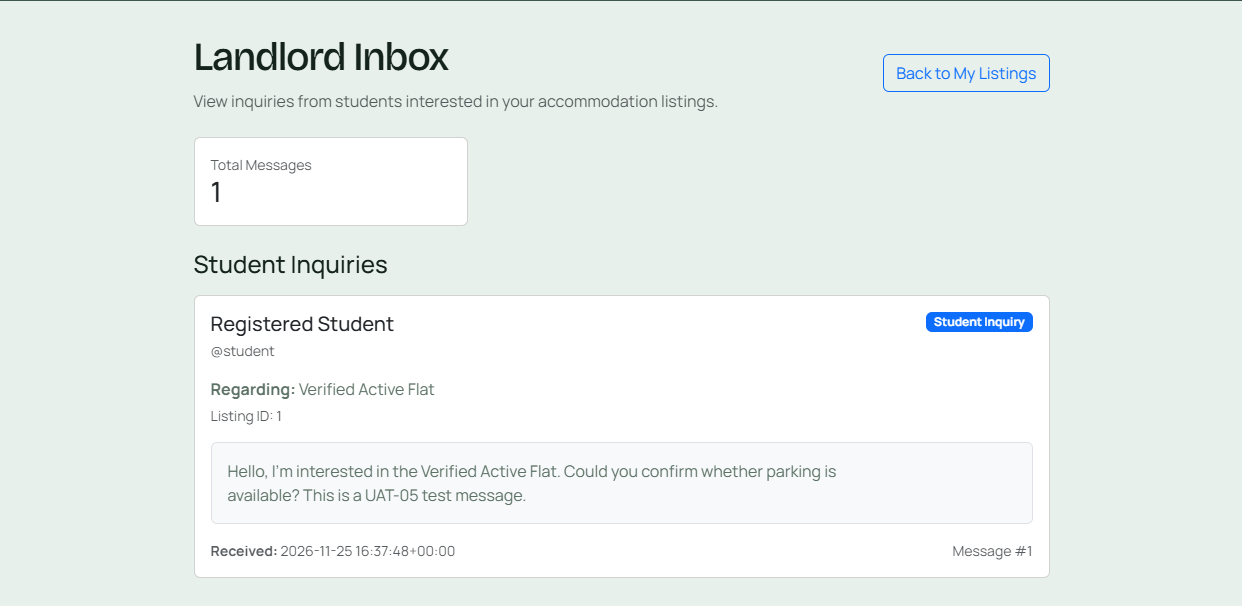 Landlord Inbox
Back to My Listings
View inquiries from students interested in your accommodation listings.
Total Messages
1
Student Inquiries
Registered Student
Student Inquiry
@student
Regarding: Verified Active Flat
Listing ID: 1
Hello, I'm interested in the Verified Active Flat. Could you confirm whether parking is
available? This is a UAT-05 test message.
Received: 2026-11-25 16:37:48+00:00
Message #1